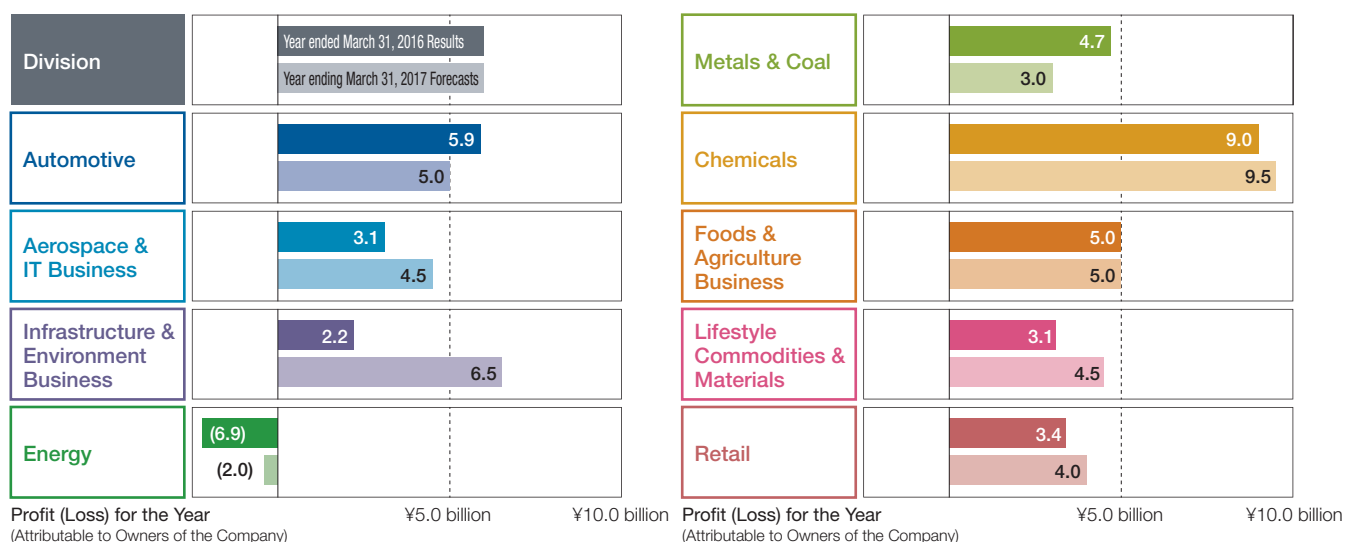 Division
Year ended March 31, 2016 Results
Year ending March 31, 2017 Forecasts
Automotive
5.9
5.0
Aerospace &
IT Business
3.1
4.5
Infrastructure &
Environment
Business
2.2
6.5
Energy
(6.9)
(2.0)
Profit (Loss) for the Year
(Attributable to Owners of the Company)
¥5.0 billion
¥10.0 billion
Metals & Coal
4.7
3.0
Chemicals
9.0
9.5
Foods &
Agriculture
Business
5.0
5.0
Lifestyle
Commodities &
Materials
3.1
4.5
Retail
3.4
4.0
Profit (Loss) for the Year
(Attributable to Owners of the Company)
¥5.0 billion
¥10.0 billion